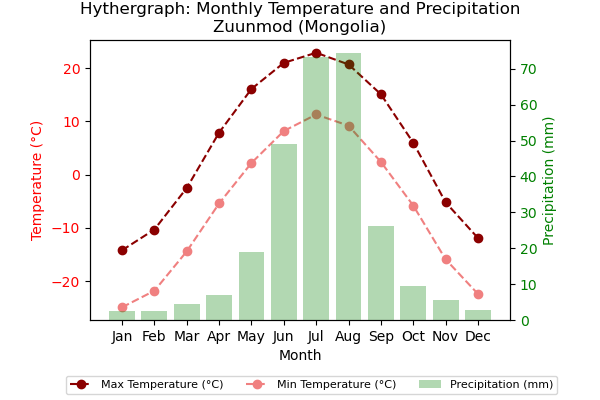 Hythergraph: Monthly Temperature and Precipitation
Zuunmod (Mongolia)
Temperature (°C)
20
10
0
−10
−20
70
60
50
40
30
20
10
0
Precipitation (mm)
Jan Feb Mar Apr May Jun Jul Aug Sep Oct Nov Dec
Month
Max Temperature (°C) Min Temperature (°C) Precipitation (mm)